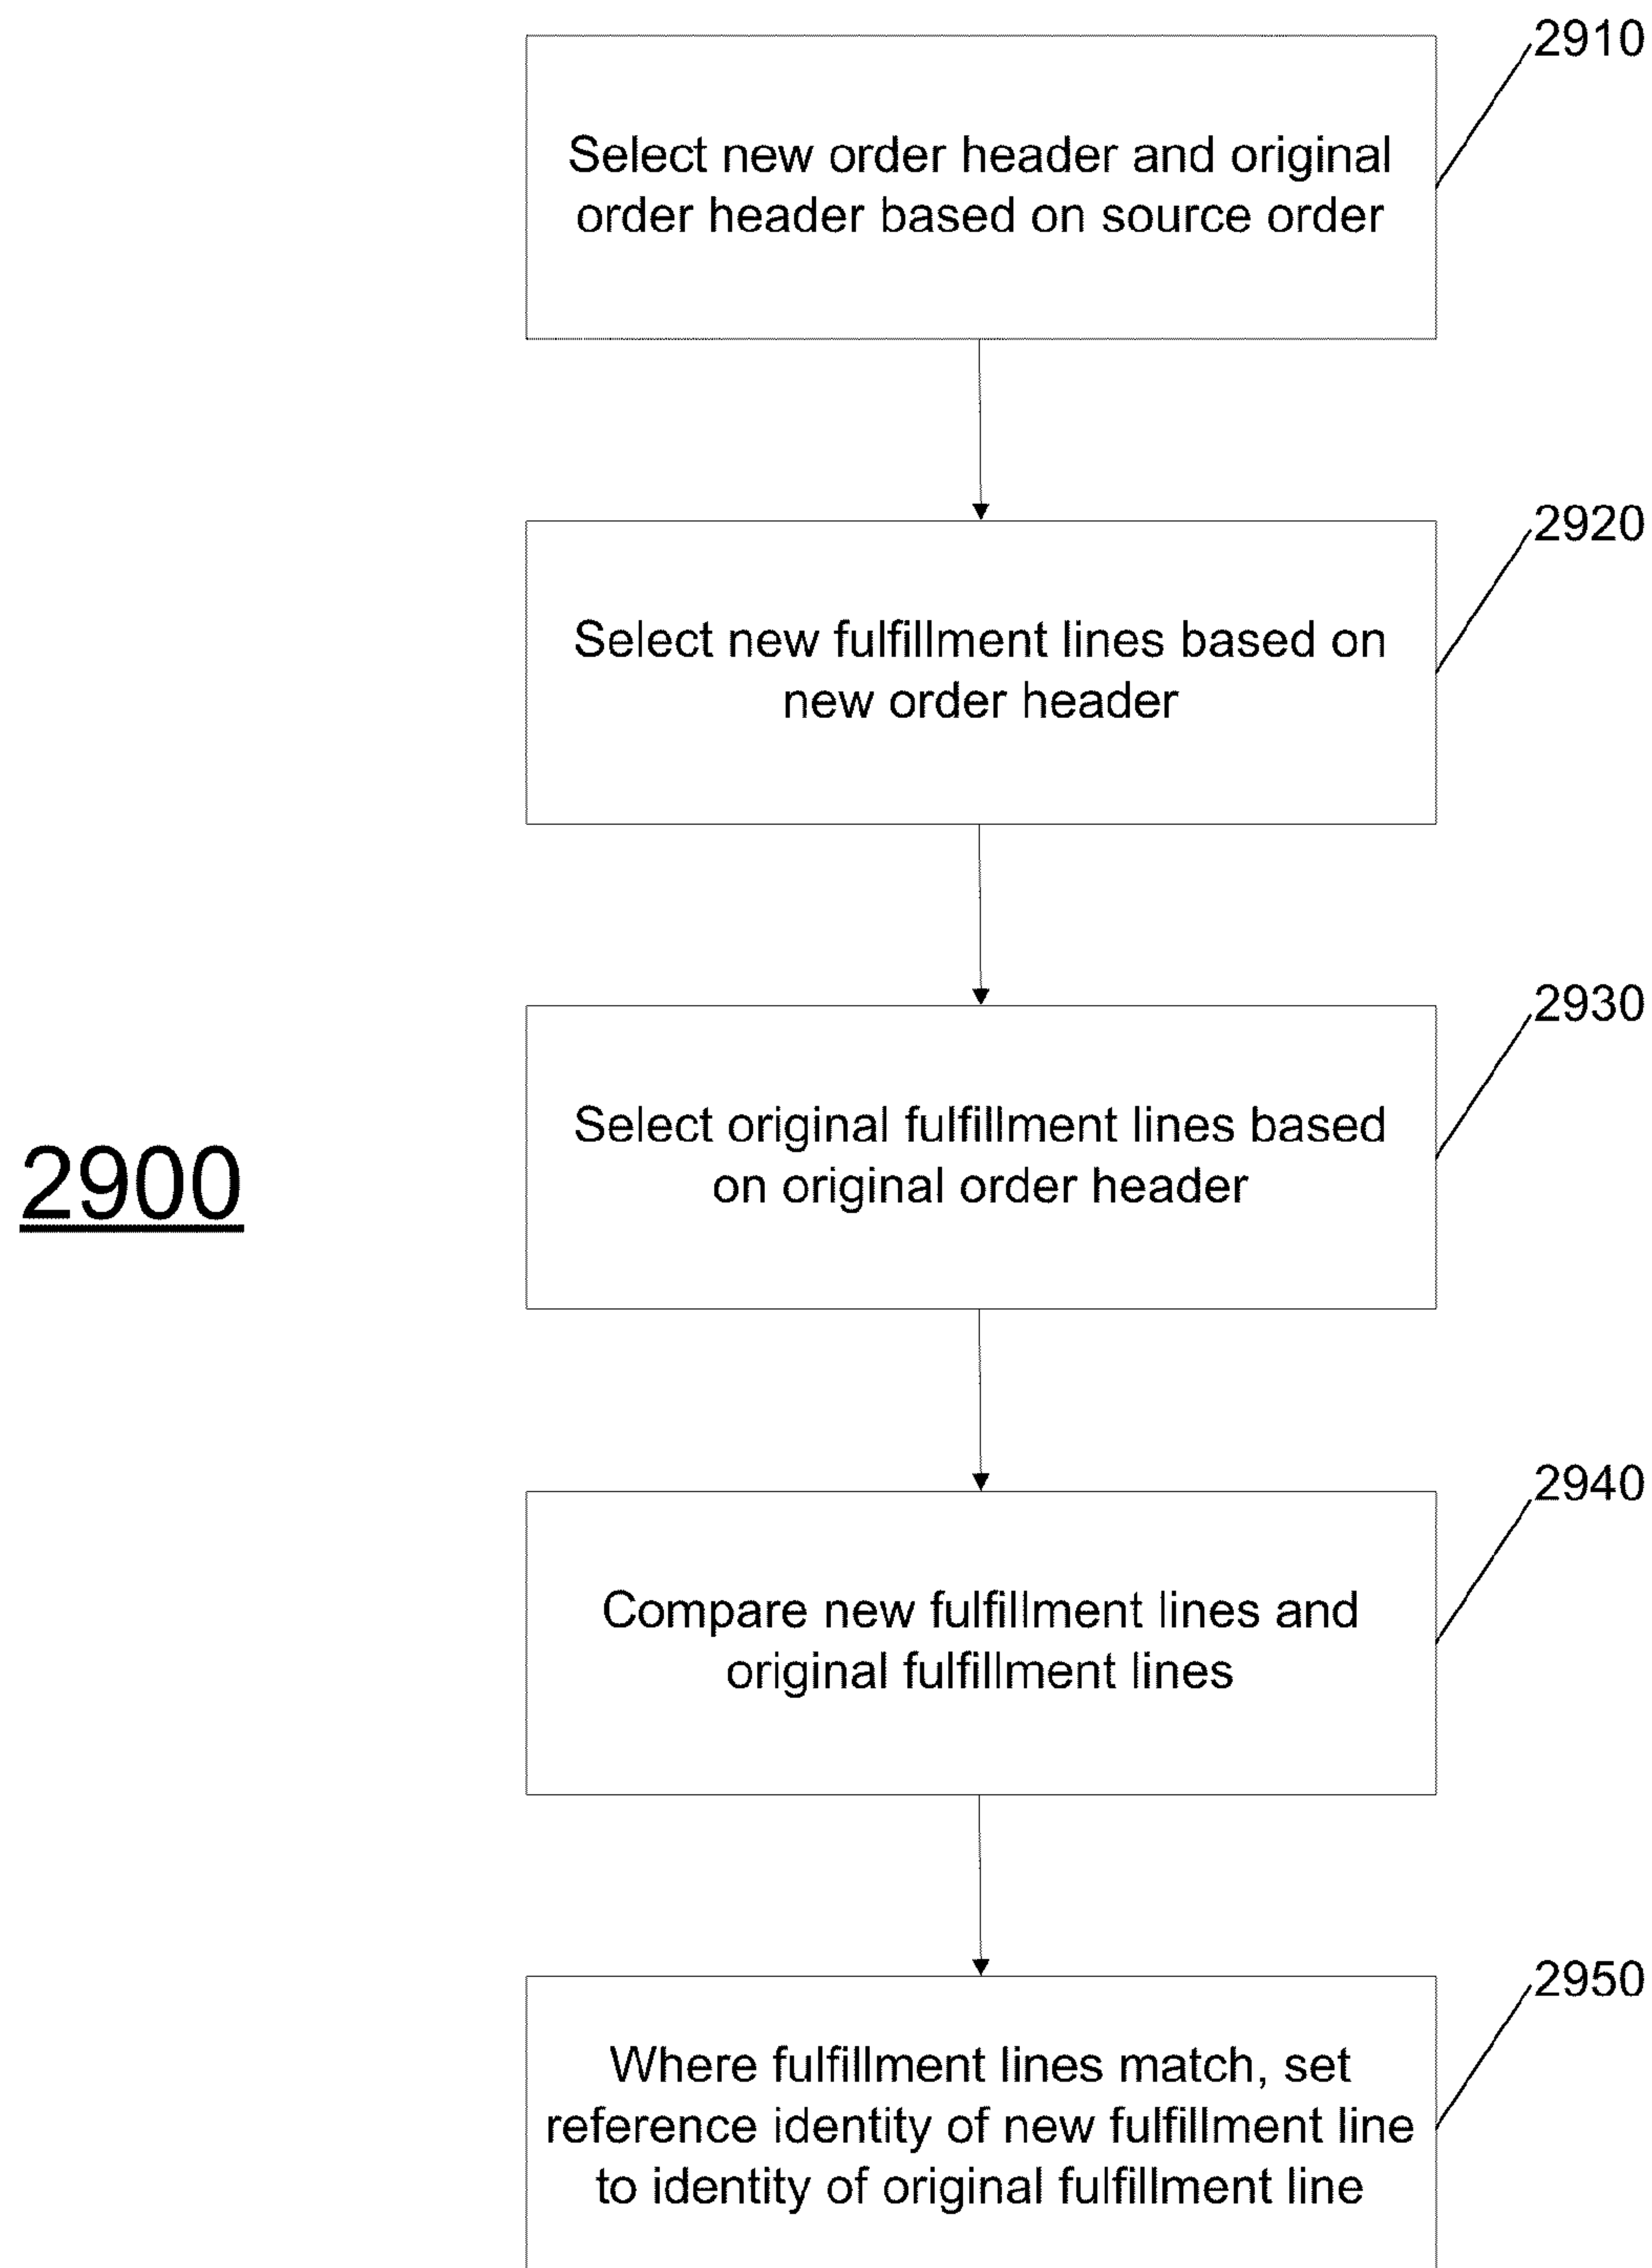 2910
Select new order header and original
order header based on source order
2920
Select new fulfillment lines based on
new order header
2930
Select original fulfillment lines based
on original order header
2900
2940
Compare new fulfillment lines and
original fulfillment lines
2950
Where fulfillment lines match, set
reference identity of new fulfillment line
to identity of original fulfillment line